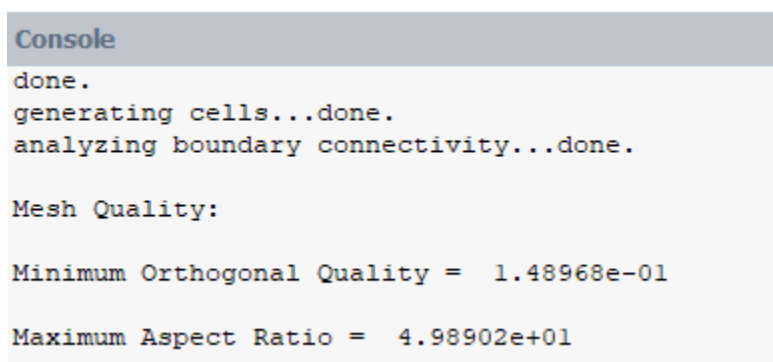 Console
done.
generating cells...done.
analyzing boundary connectivity...done.
Mesh Quality:
Minimum Orthogonal Quality =  1.48968e-01
Maximum Aspect Ratio =  4.98902e+01